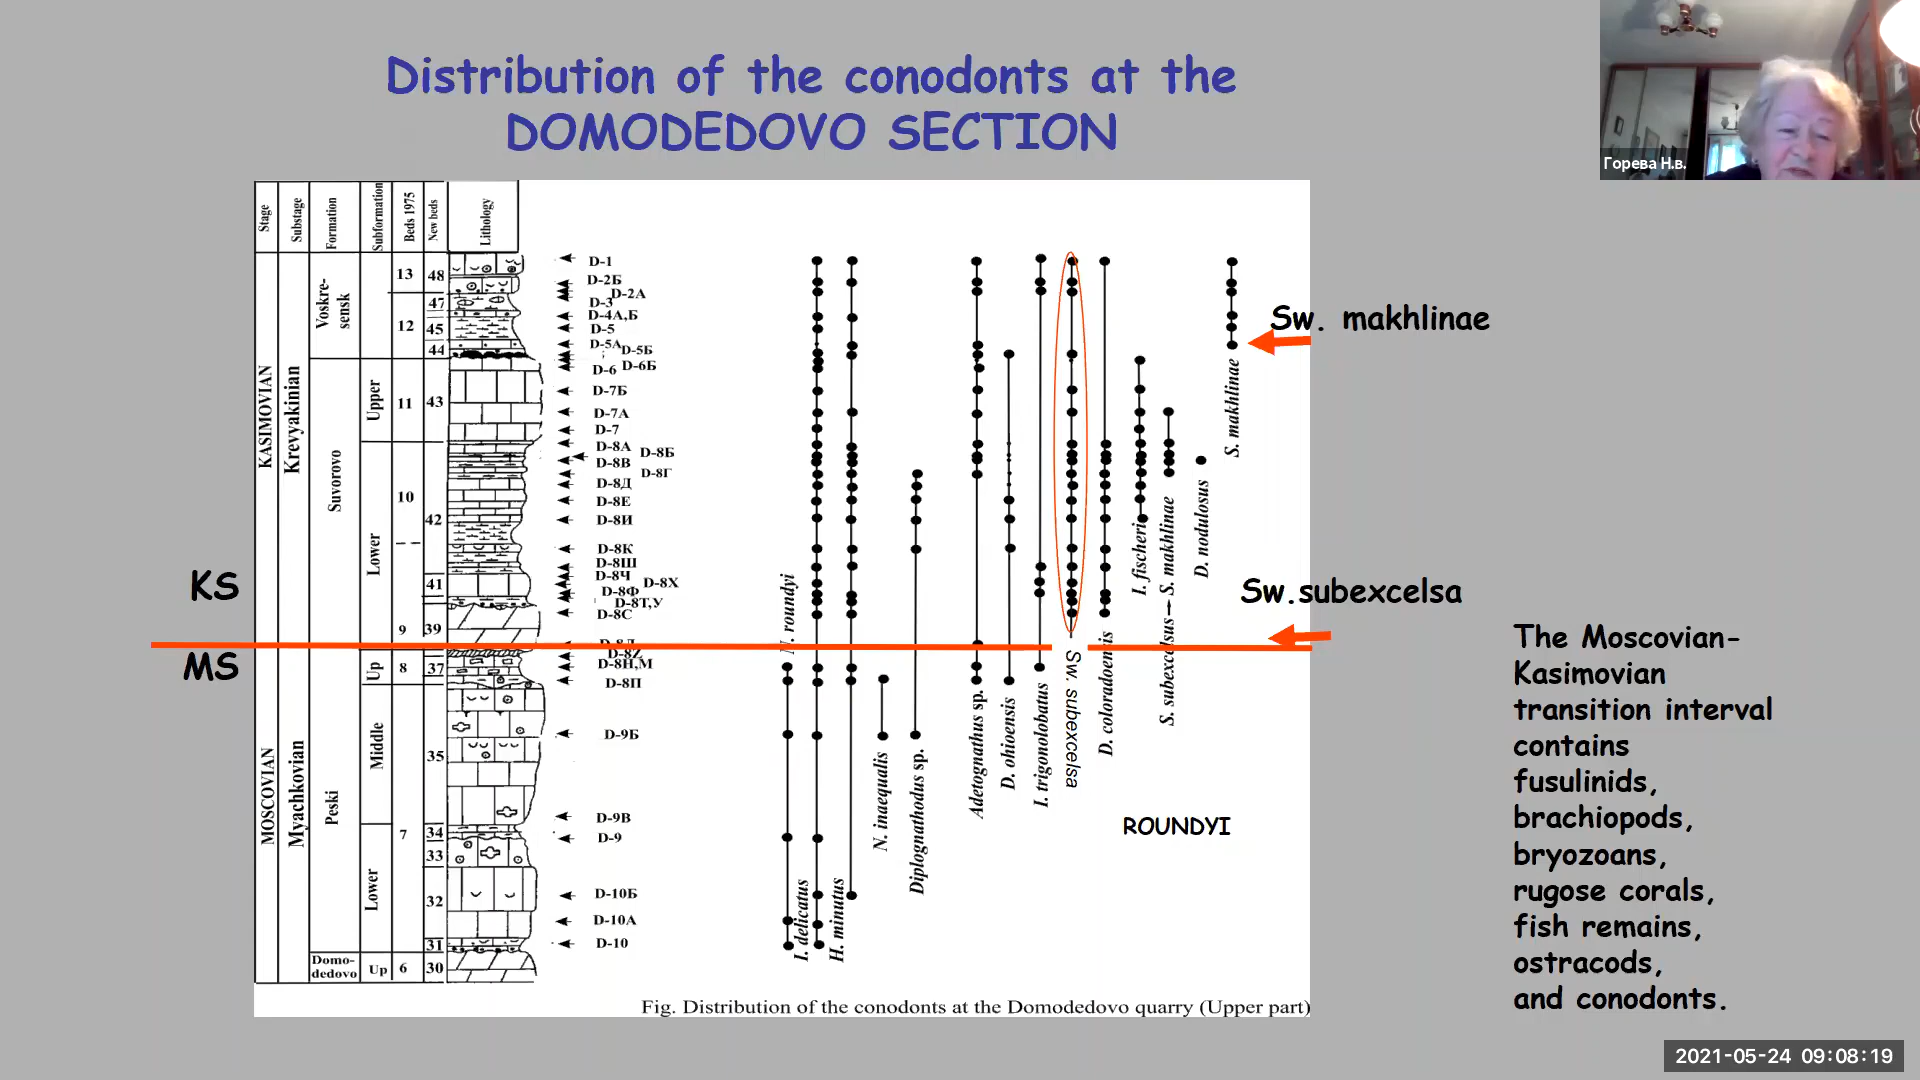 Distribution of the conodonts at the
DOMODEDOVO SECTION
Горева Н.в.
Stage
Substage
Formation
Subformation
Beds 1975
New beds
Lithology
KASIMOVIAN
MOSCOVIAN
Krevyakinian
Myachkovian
Voskre-
sensk
Suvorovo
Peski
Domo-
dedovo
Upper
Lower
Up
Middle
Lower
Up
13
12
11
10
9
8
7
6
48
47
45
44
43
42
41
39
37
35
34
33
32
31
30
D-1
D-2Б
D-2A
D-3
D-4А,Б
D-5
D-5A
D-5Б
D-6
D-6Б
D-7Б
D-7A
D-7
D-8A
D-8Б
D-8B
D-8Г
D-8Д
D-8E
D-8И
D-8K
D-8Ш
D-8Ч
D-8X
D-8Ф
D-8Т,У
D-8C
D-8Z
D-8Н,М
D-8П
D-9Б
D-9B
D-9
D-10Б
D-10A
D-10
N. roundyi
I. delicatus
H. minutus
N. inaequalis
Diplognathodus sp.
Adetognathus sp.
D. ohioensis
I. trigonolobatus
Sw. subexcelsa
D. coloradoensis
I. fischeri
S. subexcelsus → S. makhlinae
D. nodulosus
S. makhlinae
Sw. makhlinae
Sw.subexcelsa
KS
MS
ROUNDYI
The Moscovian-
Kasimovian
transition interval
contains
fusulinids,
brachiopods,
bryozoans,
rugose corals,
fish remains,
ostracods,
and conodonts.
Fig. Distribution of the conodonts at the Domodedovo quarry (Upper part)
2021-05-24 09:08:19